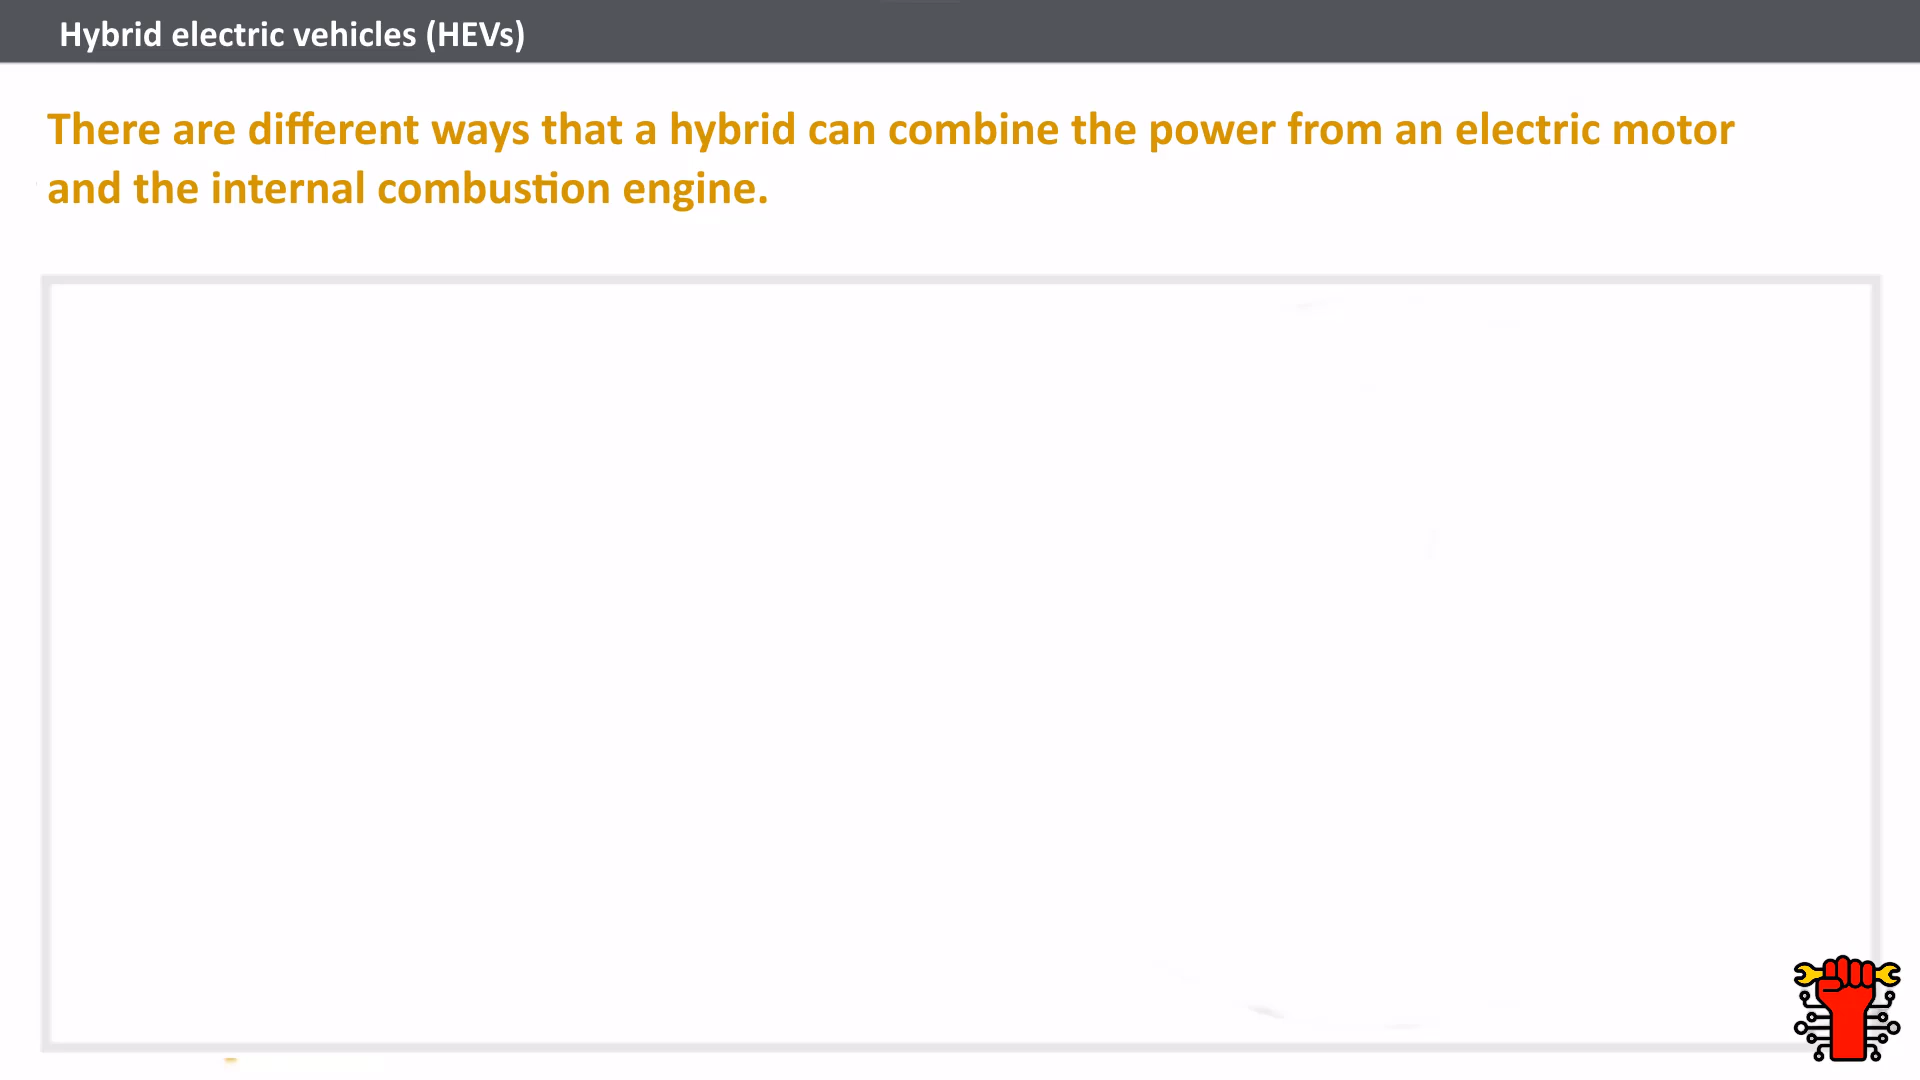 Hybrid electric vehicles (HEVs)
There are different ways that a hybrid can combine the power from an electric motor
and the internal combustion engine.